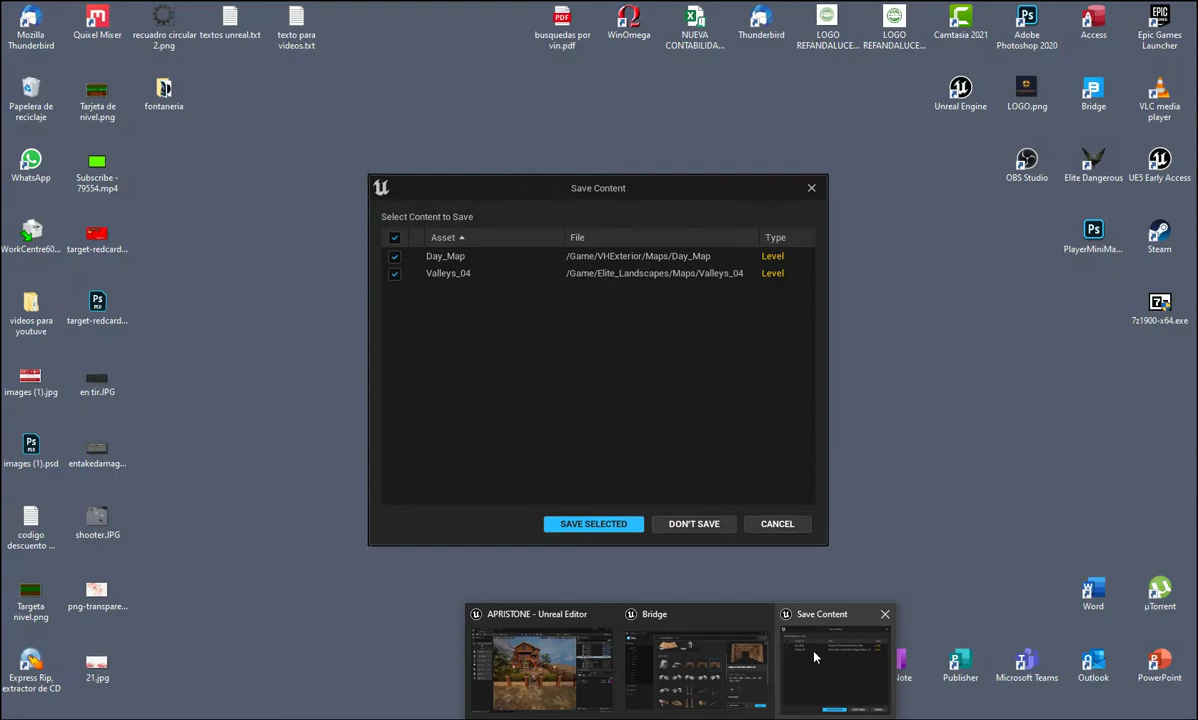 Mozilla Thunderbird
Quixel Mixer
recuadro circular 2.png
textos unreal.txt
texto para videos.txt
PDF
busquedas por vin.pdf
WinOmega
NUEVA CONTABILIDA...
Thunderbird
LOGO REFANDALUCE...
LOGO REFANDALUCE...
Camtasia 2021
Adobe Photoshop 2020
Access
Epic Games Launcher
Papelera de reciclaje
Tarjeta de nivel.png
fontaneria
Unreal Engine
LOGO.png
Bridge
VLC media player
WhatsApp
Subscribe - 79554.mp4
OBS Studio
Elite Dangerous
UE5 Early Access
WorkCentre60...
target-redcard...
PlayerMiniMa...
Steam
videos para youtuve
target-redcard...
7z1900-x64.exe
images (1).jpg
en tir.JPG
images (1).psd
entakedamag...
codigo descuento ...
shooter.JPG
Targeta nivel.png
png-transpare...
Word
µTorrent
Express Rip, extractor de CD
21.jpg
Note
Publisher
Microsoft Teams
Outlook
PowerPoint
Save Content
Select Content to Save
Asset
File
Type
Day_Map
/Game/VHExterior/Maps/Day_Map
Level
Valleys_04
/Game/Elite_Landscapes/Maps/Valleys_04
Level
SAVE SELECTED
DON'T SAVE
CANCEL
APRISTONE - Unreal Editor
Bridge
Save Content